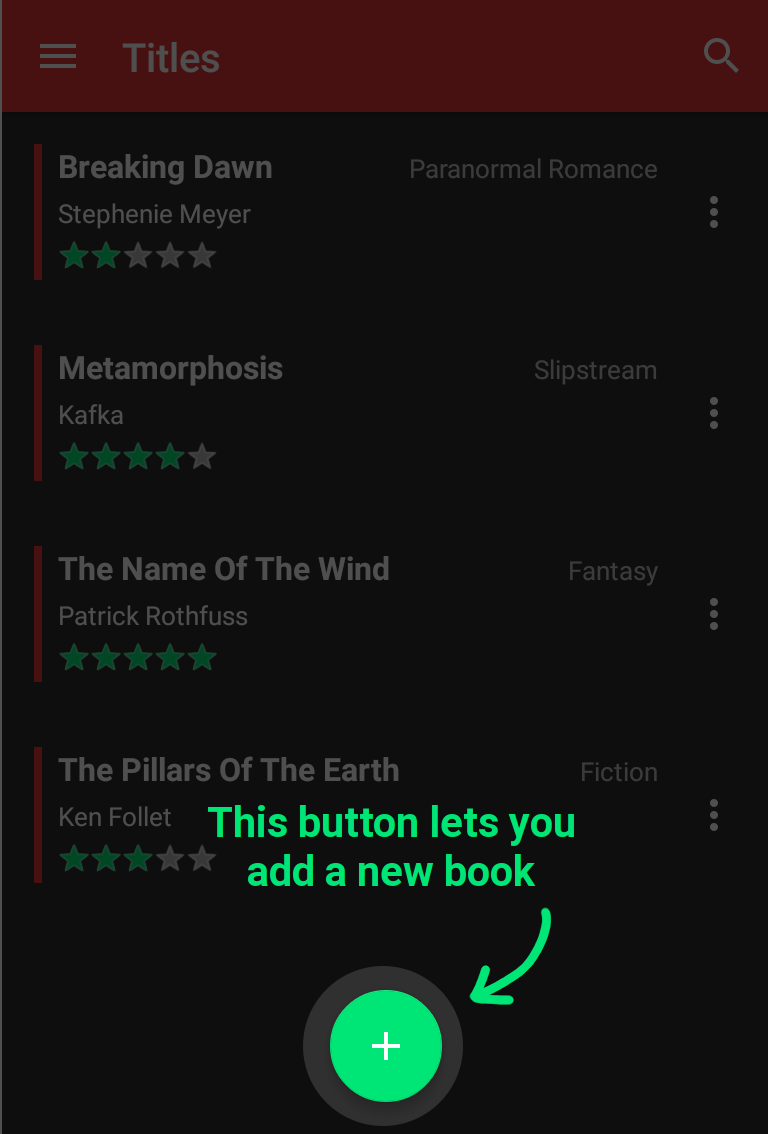 Titles
Breaking Dawn
Paranormal Romance
Stephenie Meyer
Metamorphosis
Slipstream
Kafka
The Name Of The Wind
Fantasy
Patrick Rothfuss
The Pillars Of The Earth
Fiction
Ken Follet
This button lets you
add a new book